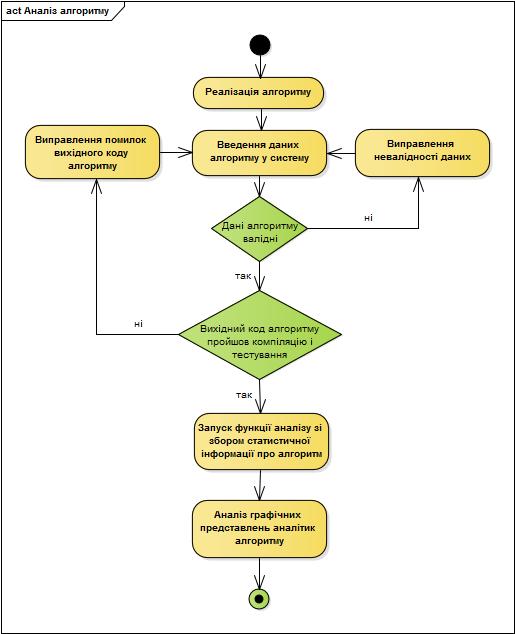 act Аналіз алгоритму
Реалізація алгоритму
Виправлення помилок
вихідного коду
алгоритму
Введення даних
алгоритму у систему
Виправлення
невалідності даних
Дані алгоритму
валідні
ні
так
ні
Вихідний код алгоритму
пройшов компіляцію і
тестування
так
Запуск функції аналізу зі
збором статистичної
інформації про алгоритм
Аналіз графічних
представлень аналітик
алгоритму